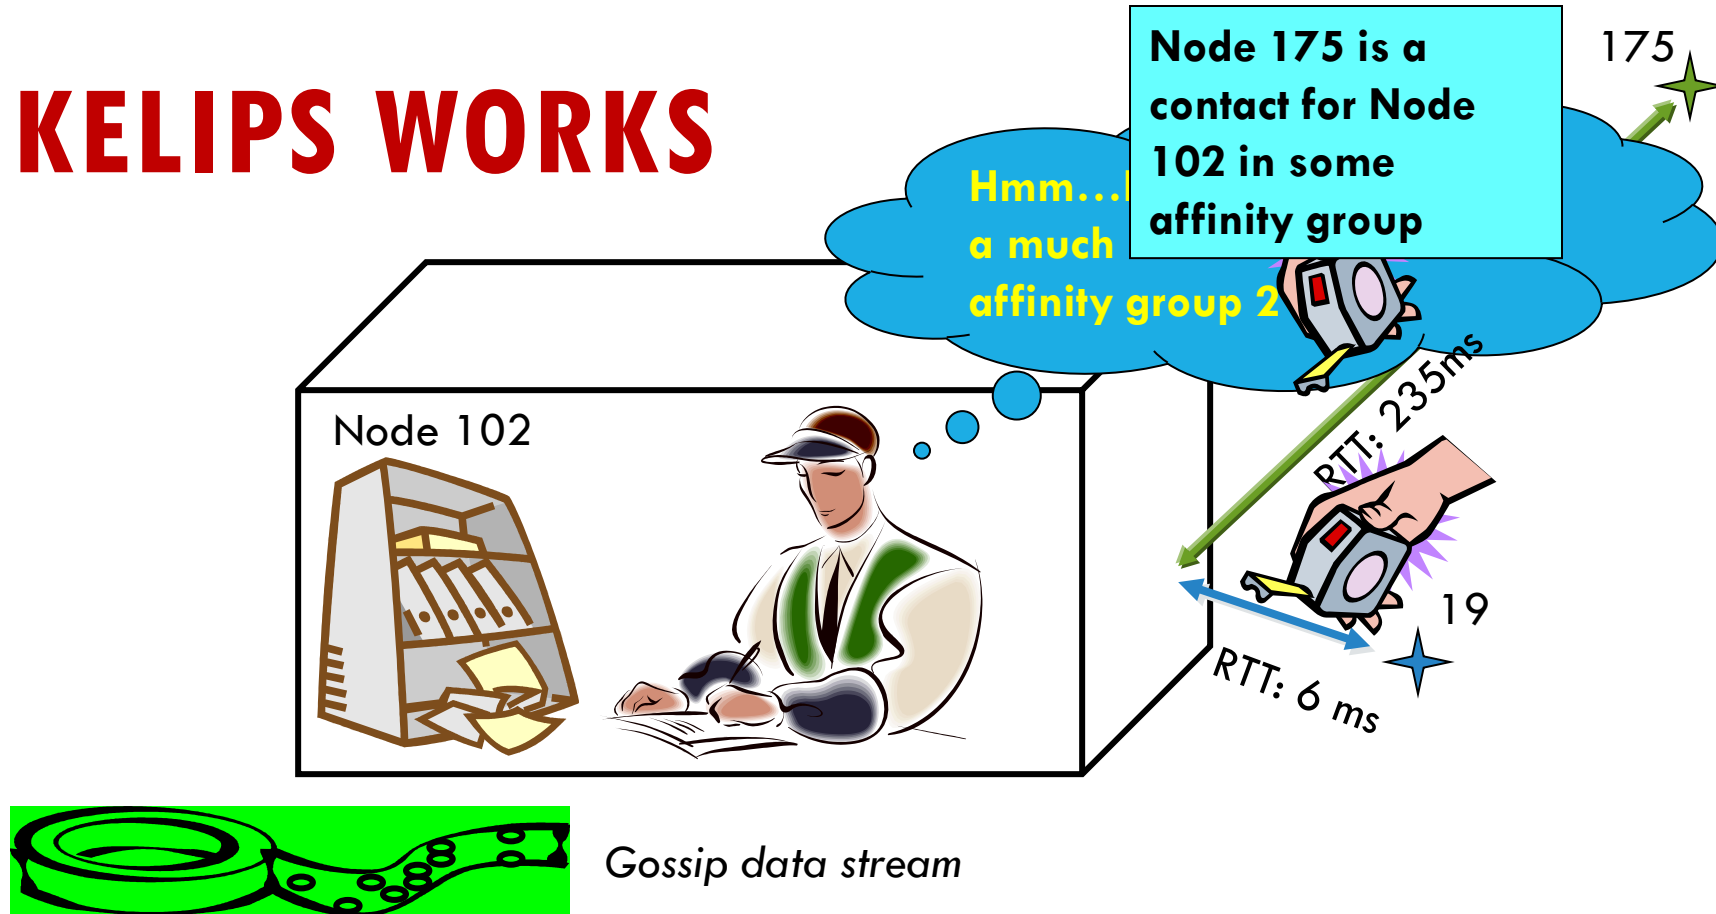 KELIPS WORKS
Node 175 is a
contact for Node
102 in some
affinity group
175
Hmm…
a much
affinity group 2
RTT: 235ms
Node 102
19
RTT: 6 ms
Gossip data stream